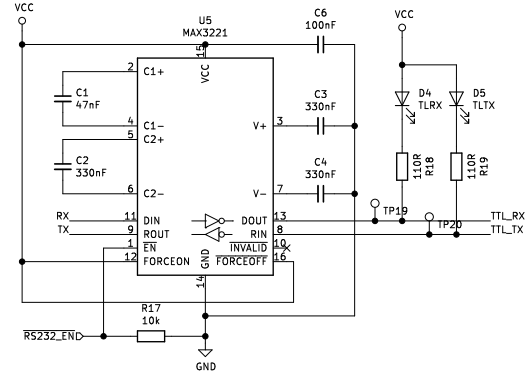 VCC
U5
MAX3221
C6
100nF
VCC
15
VCC
2
C1+
C1
47nF
4
C1-
5
C2+
C2
330nF
6
C2-
C3
330nF
V+
3
C4
330nF
V-
7
D4
TLRX
D5
TLTX
110R
R18
110R
R19
RX
11
DIN
DOUT
13
TP19
TTL_RX
TX
9
ROUT
RIN
8
TP20
TTL_TX
1
EN
INVALID
10
12
FORCEON
GND
FORCEOFF
16
14
R17
10k
RS232_EN
GND